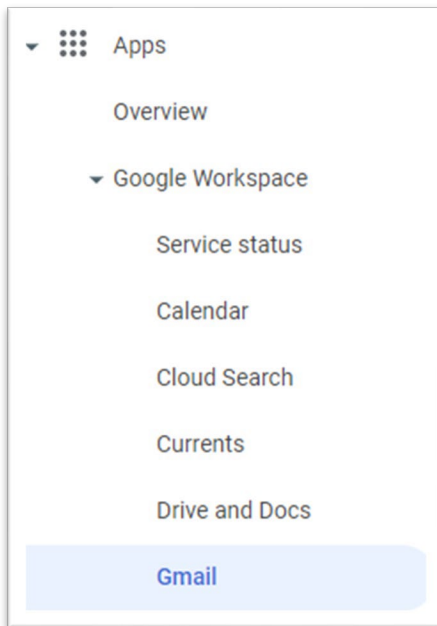 Apps
Overview
Google Workspace
Service status
Calendar
Cloud Search
Currents
Drive and Docs
Gmail